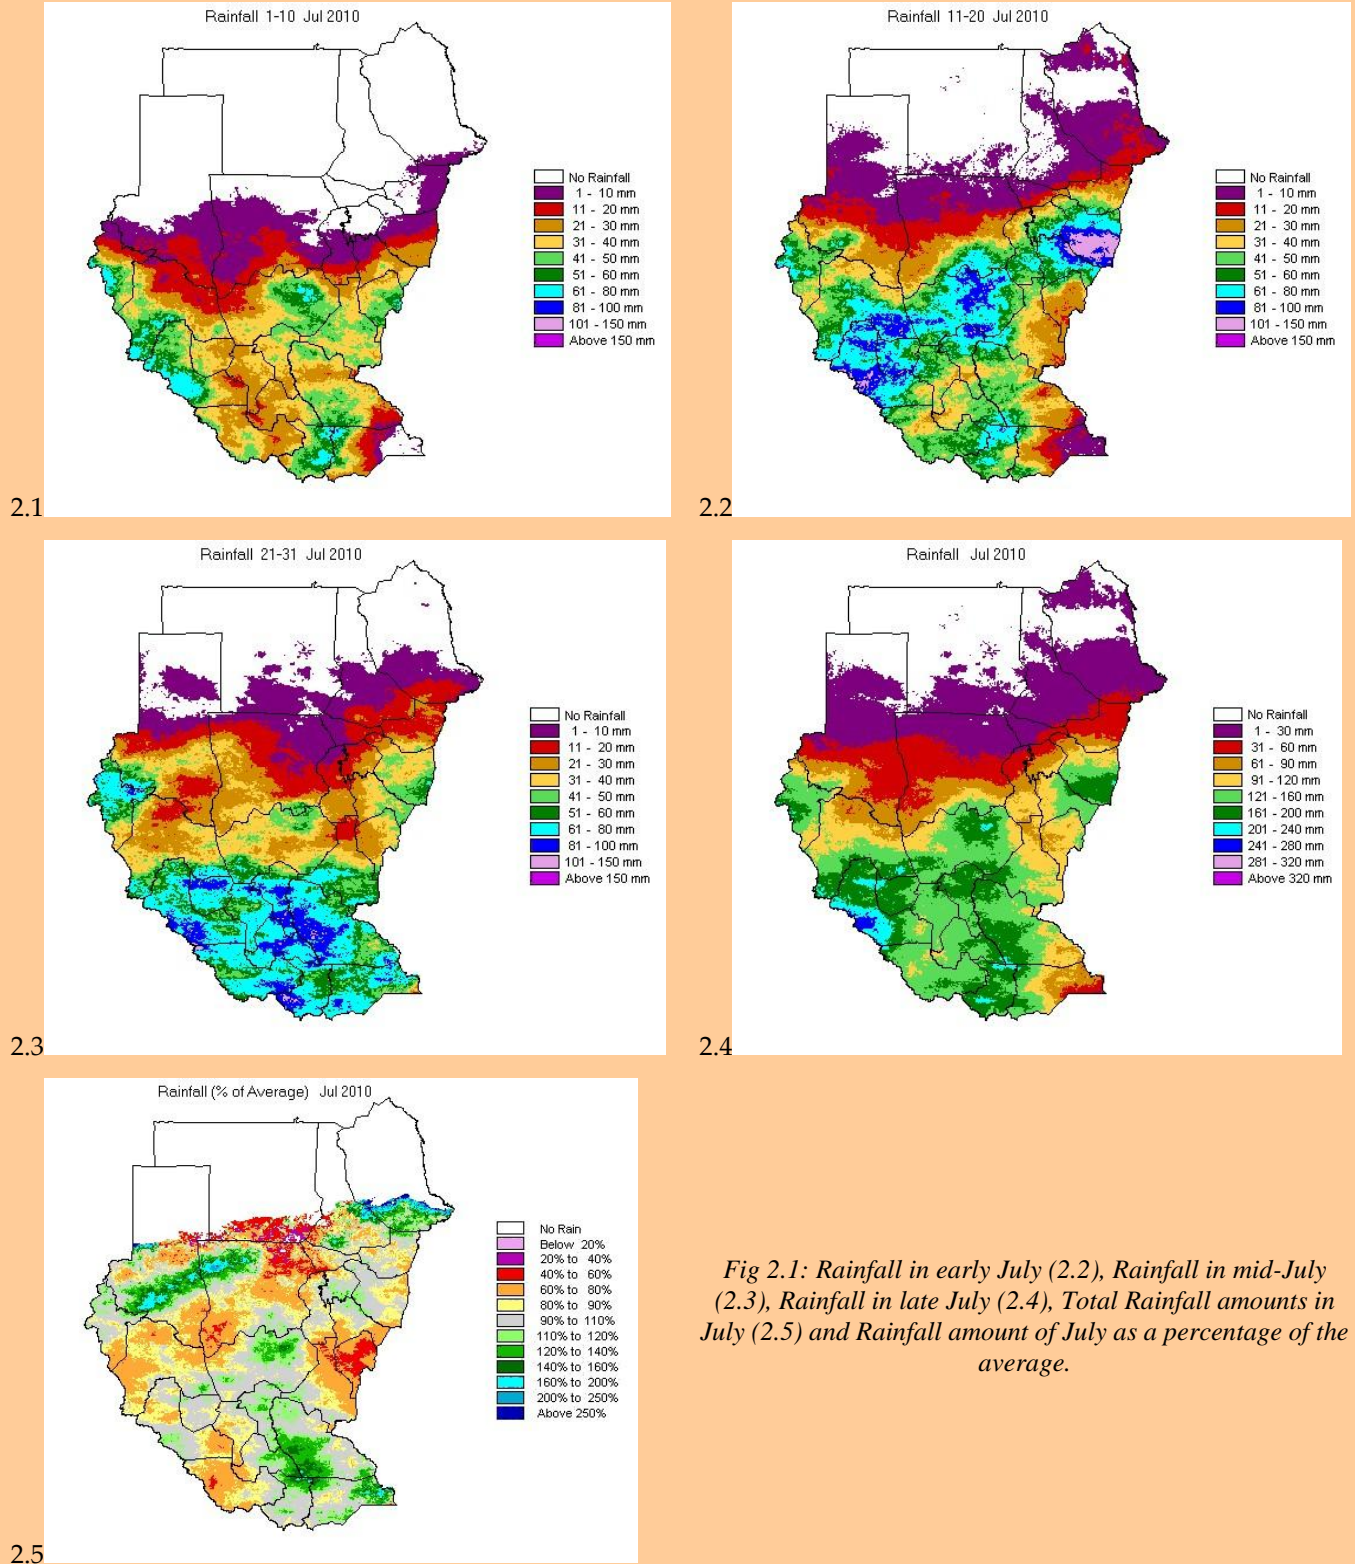 Rainfall 1-10 Jul 2010
No Rainfall
1 - 10 mm
11 - 20 mm
21 - 30 mm
31 - 40 mm
41 - 50 mm
51 - 60 mm
61 - 80 mm
81 - 100 mm
101 - 150 mm
Above 150 mm
2.1
Rainfall 11-20 Jul 2010
No Rainfall
1 - 10 mm
11 - 20 mm
21 - 30 mm
31 - 40 mm
41 - 50 mm
51 - 60 mm
61 - 80 mm
81 - 100 mm
101 - 150 mm
Above 150 mm
2.2
Rainfall 21-31 Jul 2010
No Rainfall
1 - 10 mm
11 - 20 mm
21 - 30 mm
31 - 40 mm
41 - 50 mm
51 - 60 mm
61 - 80 mm
81 - 100 mm
101 - 150 mm
Above 150 mm
2.3
Rainfall Jul 2010
No Rainfall
1 - 30 mm
31 - 60 mm
61 - 90 mm
91 - 120 mm
121 - 160 mm
161 - 200 mm
201 - 240 mm
241 - 280 mm
281 - 320 mm
Above 320 mm
2.4
Rainfall (% of Average) Jul 2010
No Rain
Below 20%
20% to 40%
40% to 60%
60% to 80%
80% to 90%
90% to 110%
110% to 120%
120% to 140%
140% to 160%
160% to 200%
200% to 250%
Above 250%
2.5
Fig 2.1: Rainfall in early July (2.2), Rainfall in mid-July
(2.3), Rainfall in late July (2.4), Total Rainfall amounts in
July (2.5) and Rainfall amount of July as a percentage of the
average.